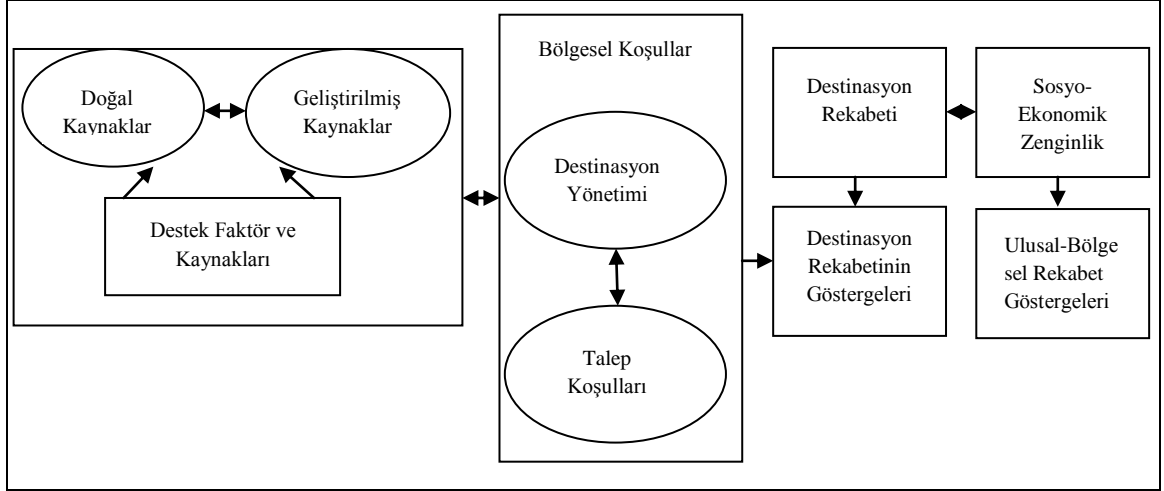 Doğal
Kaynaklar
Geliştirilmiş
Kaynaklar
Destek Faktör ve
Kaynakları
Bölgesel Koşullar
Destinasyon
Yönetimi
Talep
Koşulları
Destinasyon
Rekabeti
Sosyo-
Ekonomik
Zenginlik
Destinasyon
Rekabetinin
Göstergeleri
Ulusal-Bölge
sel Rekabet
Göstergeleri